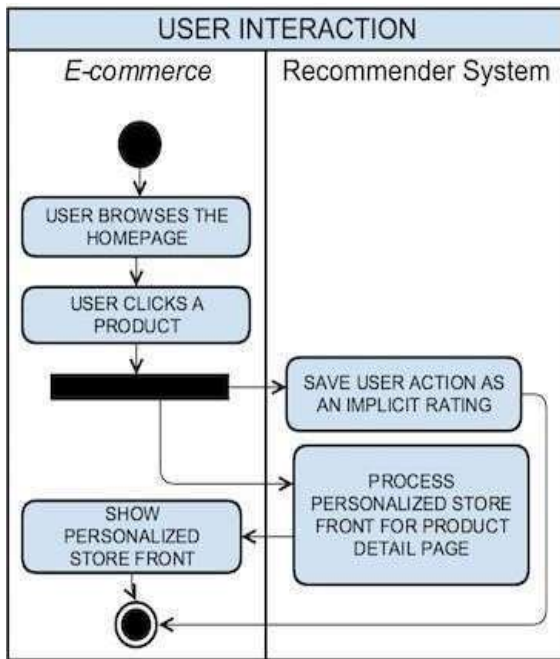 USER INTERACTION
E-commerce
Recommender System
USER BROWSES THE
HOMEPAGE
USER CLICKS A
PRODUCT
SAVE USER ACTION AS
AN IMPLICIT RATING
PROCESS
PERSONALIZED STORE
FRONT FOR PRODUCT
DETAIL PAGE
SHOW
PERSONALIZED
STORE FRONT